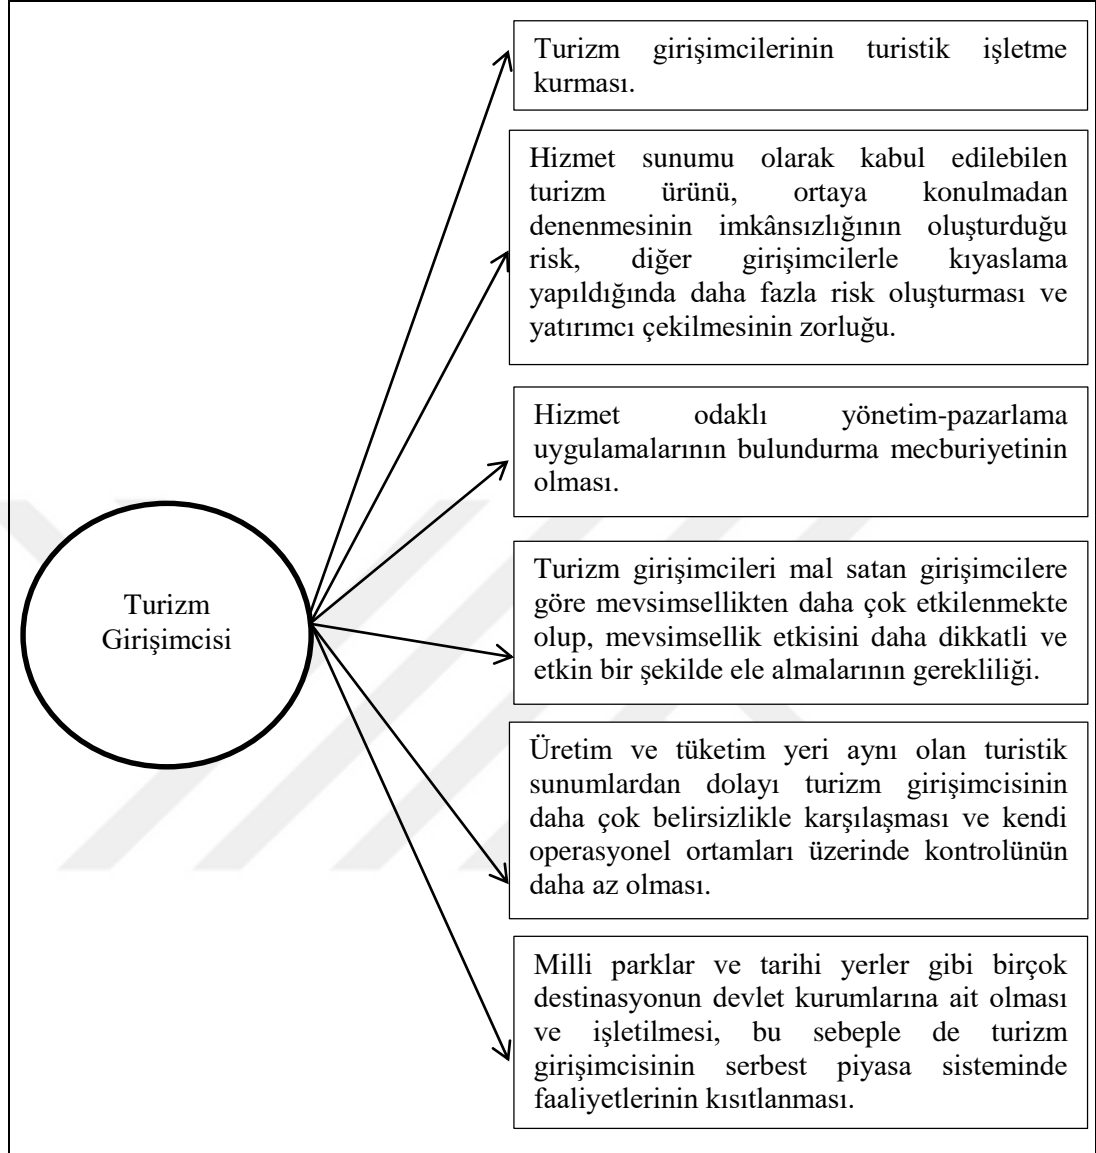 Turizm girişimcilerinin turistik işletme
kurması.
Hizmet sunumu olarak kabul edilebilen
turizm ürünü, ortaya konulmadan
denenmesinin imkânsızlığının oluşturduğu
risk, diğer girişimcilerle kıyaslama
yapıldığında daha fazla risk oluşturması ve
yatırımcı çekilmesinin zorluğu.
Hizmet odaklı yönetim-pazarlama
uygulamalarının bulundurma mecburiyetinin
olması.
Turizm
Girişimcisi
Turizm girişimcileri mal satan girişimcilere
göre mevsimsellikten daha çok etkilenmekte
olup, mevsimsellik etkisini daha dikkatli ve
etkin bir şekilde ele almalarının gerekliliği.
Üretim ve tüketim yeri aynı olan turistik
sunumlardan dolayı turizm girişimcisinin
daha çok belirsizlikle karşılaşması ve kendi
operasyonel ortamları üzerinde kontrolünün
daha az olması.
Milli parklar ve tarihi yerler gibi birçok
destinasyonun devlet kurumlarına ait olması
ve işletilmesi, bu sebeple de turizm
girişimcisinin serbest piyasa sisteminde
faaliyetlerinin kısıtlanması.